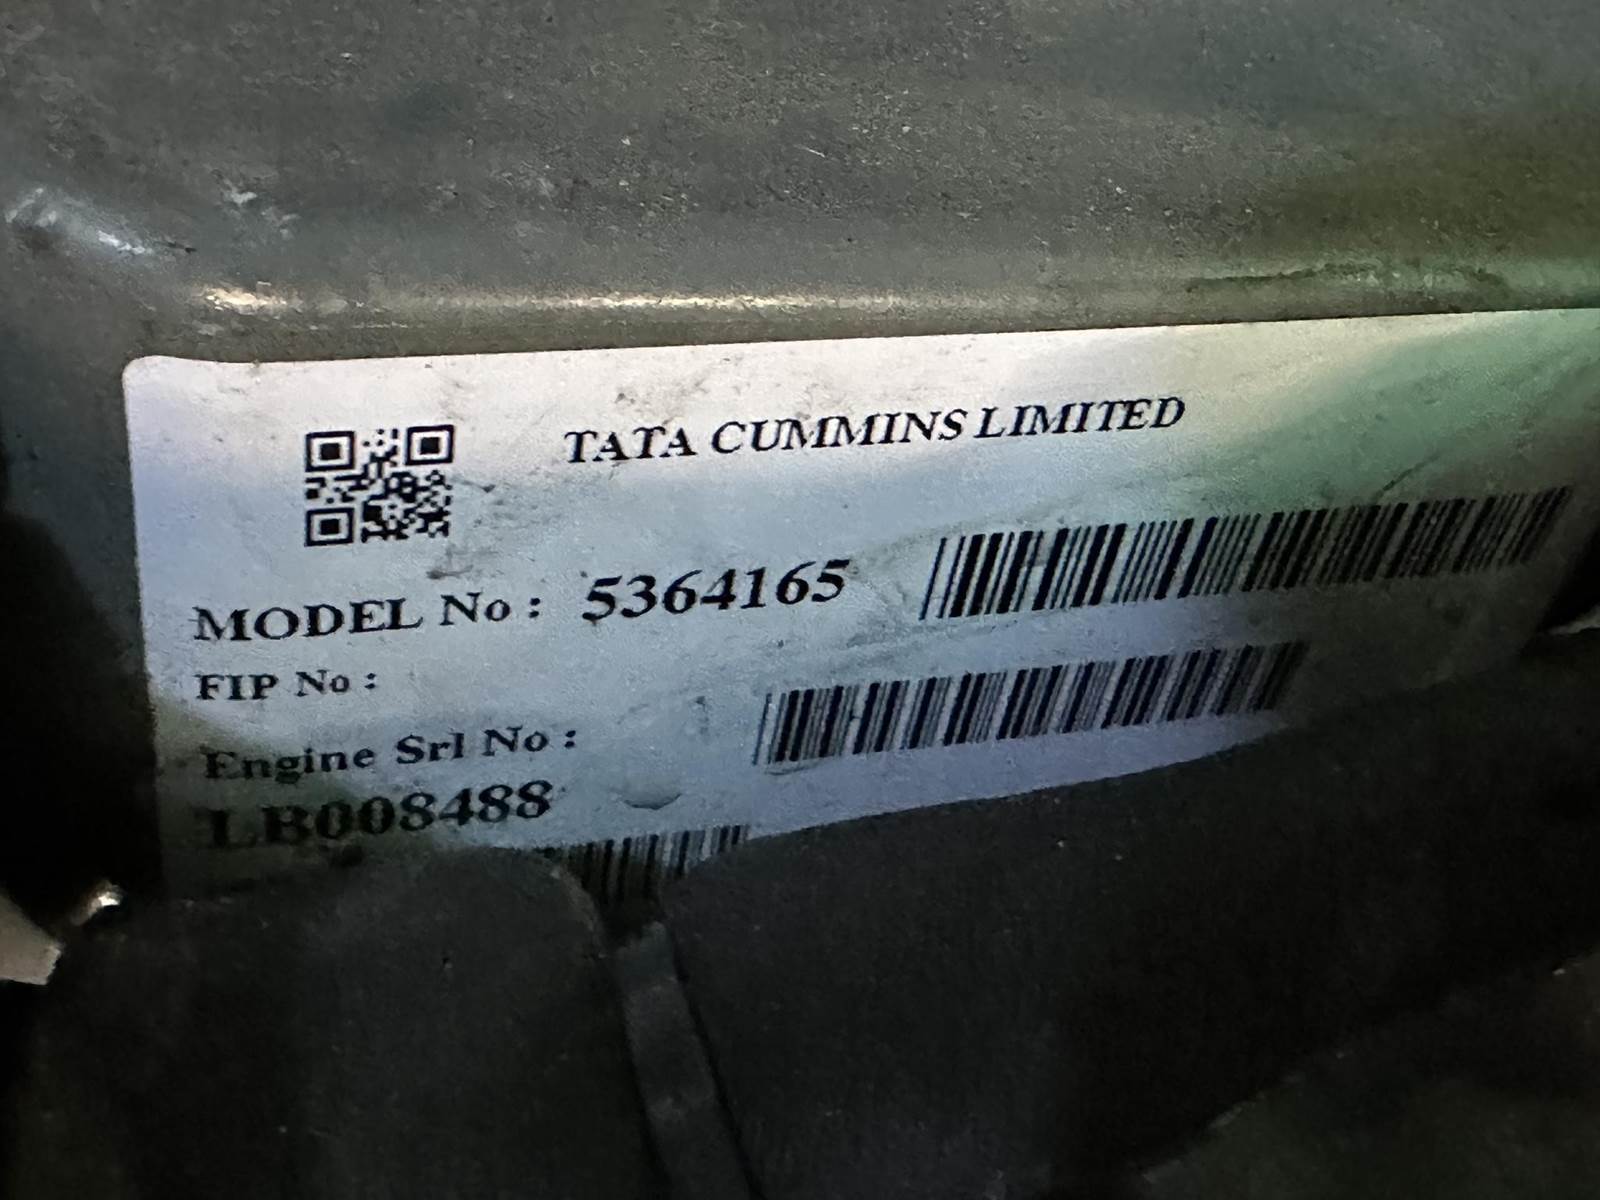 TATA CUMMINS LIMITED
MODEL No : 5364165
FIP No :
Engine Srl No :
LB008488